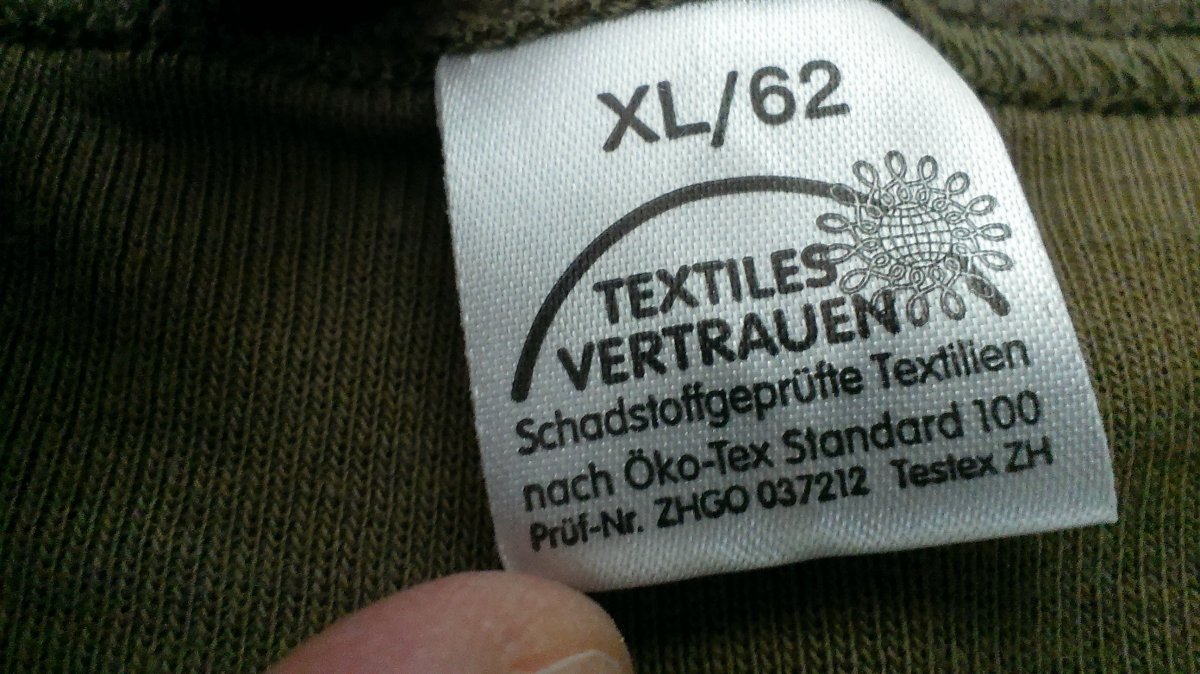 XL/62
TEXTILES
VERTRAUEN
Schadstoffgeprüfte Textilien
nach Öko-Tex Standard 100
Prüf-Nr. ZHGO 037212 Testex ZH